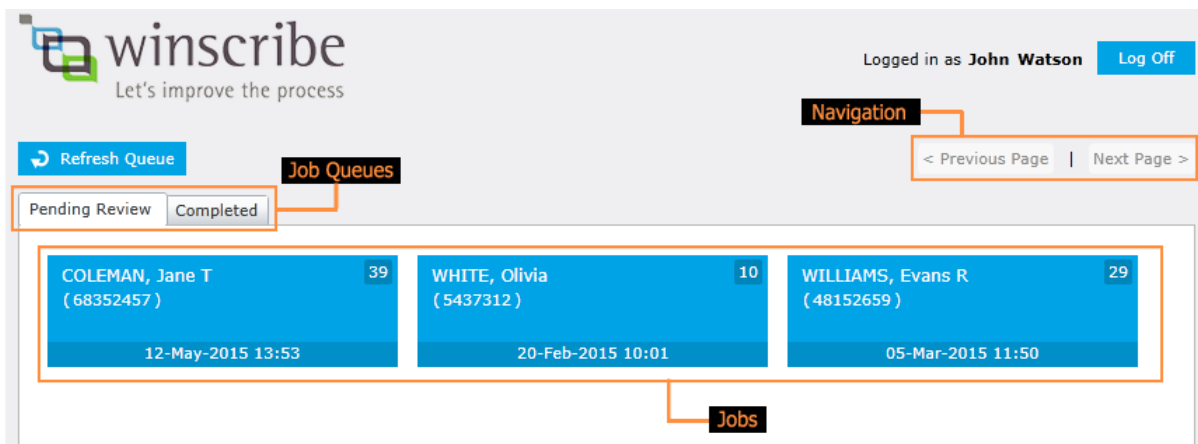 winscribe
Let's improve the process
Logged in as John Watson Log Off
Navigation
Refresh Queue
< Previous Page | Next Page >
Job Queues
Pending Review Completed
COLEMAN, Jane T 39
(68352457)
12-May-2015 13:53
WHITE, Olivia 10
(5437312)
20-Feb-2015 10:01
WILLIAMS, Evans R 29
(48152659)
05-Mar-2015 11:50
Jobs